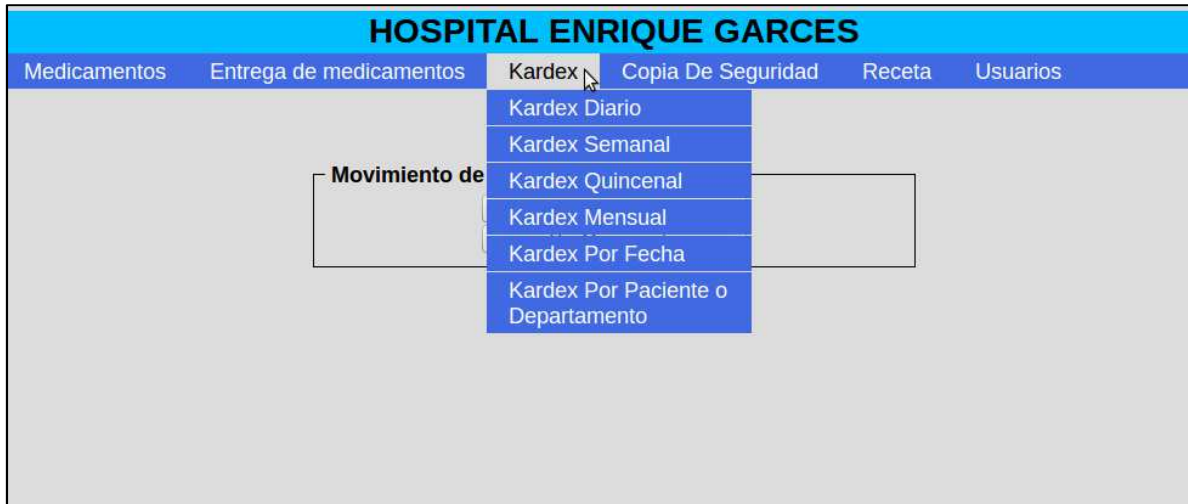 HOSPITAL ENRIQUE GARCES
Medicamentos Entrega de medicamentos Kardex Copia De Seguridad Receta Usuarios
Kardex Diario
Kardex Semanal
Movimiento de
Kardex Quincenal
Kardex Mensual
Kardex Por Fecha
Kardex Por Paciente o
Departamento